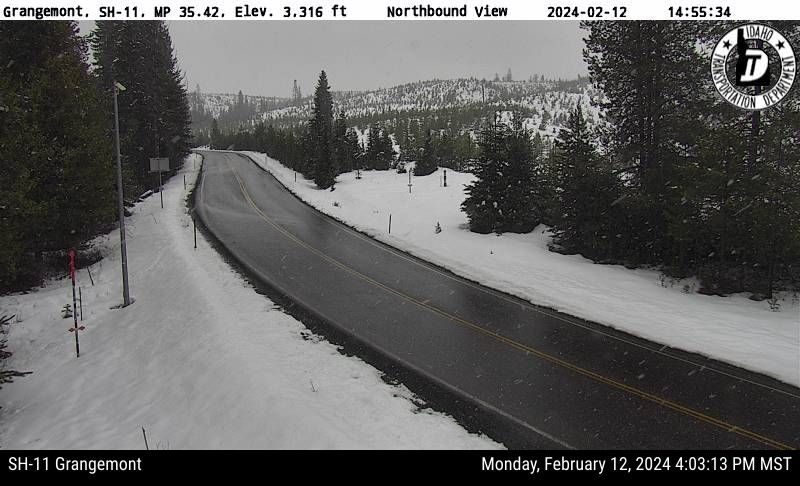 Grangemont, SH-11, MP 35.42, Elev. 3,316 ft Northbound View 2024-02-12 14:55:34
IDAHO
TRANSPORTATION DEPARTMENT
SH-11 Grangemont Monday, February 12, 2024 4:03:13 PM MST